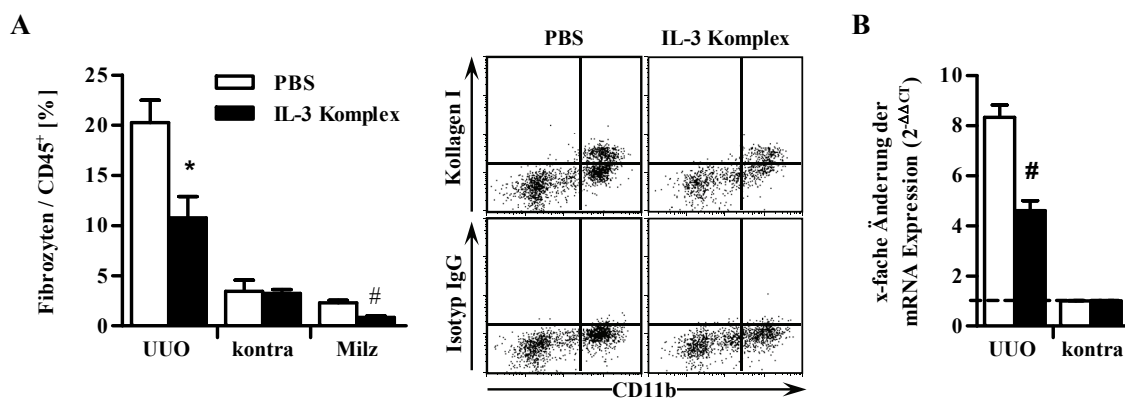 A
Fibrozyten / CD45⁺ [%]
25
20
15
10
5
0
PBS
IL-3 Komplex
*
#
UUO kontra Milz
PBS IL-3 Komplex
Kollagen I
Isotyp IgG
CD11b
B
x-fache Änderung der
mRNA Expression (2⁻ΔΔCT)
10
8
6
4
2
0
#
UUO kontra